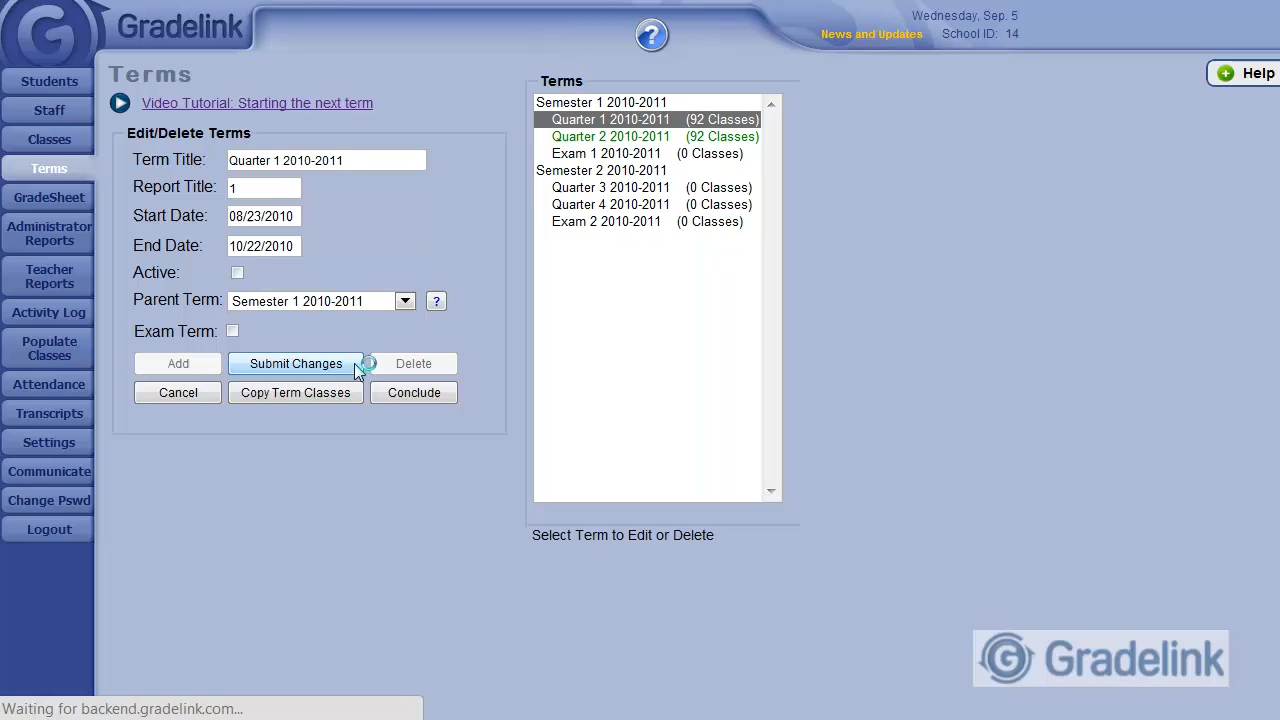 Gradelink
Wednesday, Sep. 5
News and Updates School ID: 14
?
Help
Students
Staff
Classes
Terms
GradeSheet
Administrator
Reports
Teacher
Reports
Activity Log
Populate
Classes
Attendance
Transcripts
Settings
Communicate
Change Pswd
Logout
Terms
Video Tutorial: Starting the next term
Edit/Delete Terms
Term Title: Quarter 1 2010-2011
Report Title: 1
Start Date: 08/23/2010
End Date: 10/22/2010
Active:
Parent Term: Semester 1 2010-2011 ?
Exam Term:
Add Submit Changes Delete
Cancel Copy Term Classes Conclude
Terms
Semester 1 2010-2011
Quarter 1 2010-2011 (92 Classes)
Quarter 2 2010-2011 (92 Classes)
Exam 1 2010-2011 (0 Classes)
Semester 2 2010-2011
Quarter 3 2010-2011 (0 Classes)
Quarter 4 2010-2011 (0 Classes)
Exam 2 2010-2011 (0 Classes)
Select Term to Edit or Delete
Gradelink
Waiting for backend.gradelink.com...